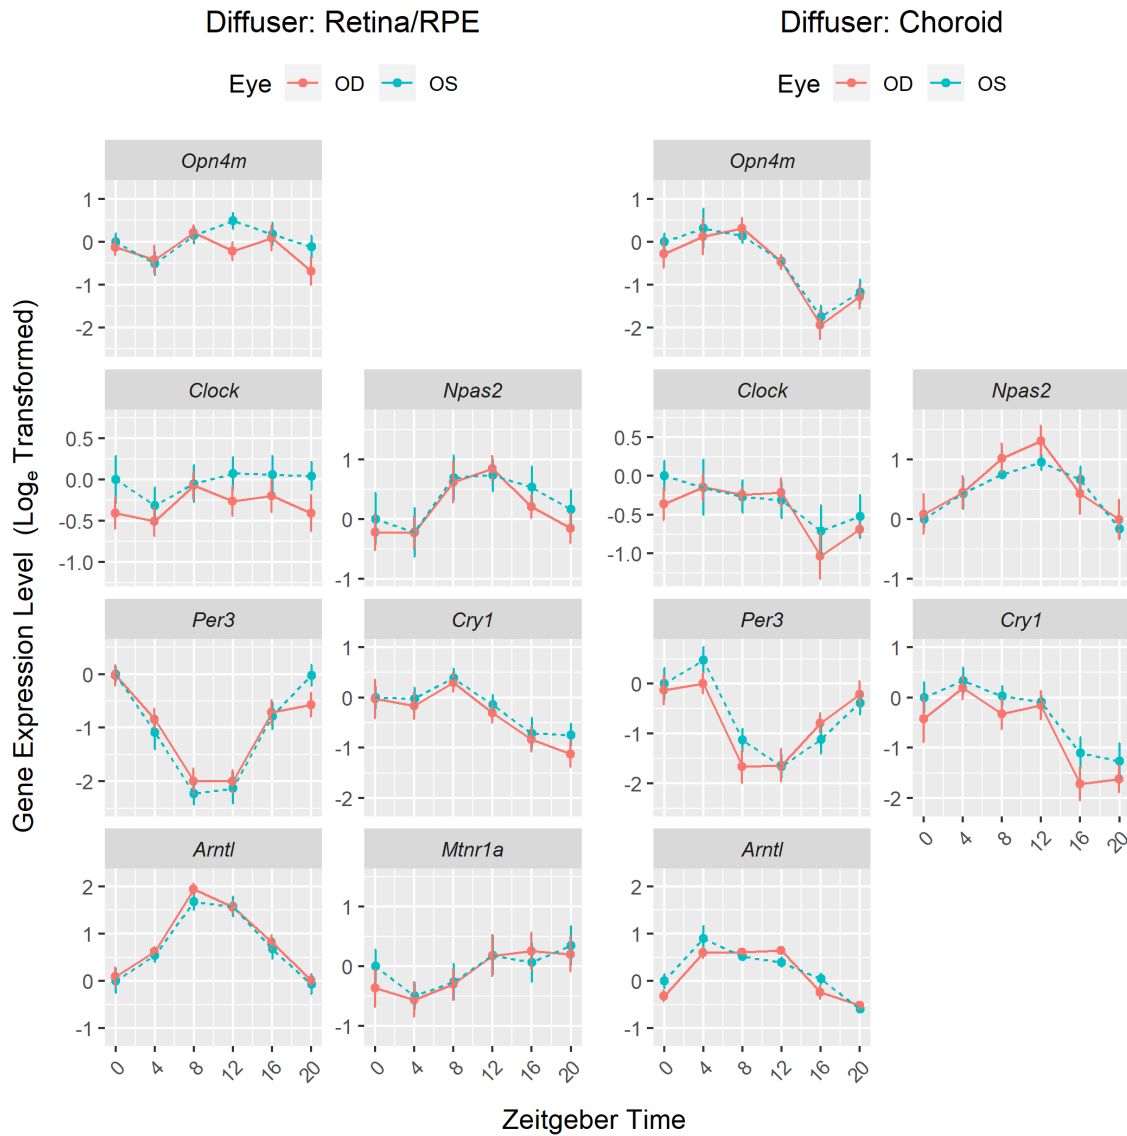 Diffuser: Retina/RPE
Diffuser: Choroid
Eye OD OS
Eye OD OS
Gene Expression Level (Logₑ Transformed)
Opn4m
1
0
-1
-2
Opn4m
1
0
-1
-2
Clock
0.5
0.0
-0.5
-1.0
Npas2
1
0
-1
Clock
0.5
0.0
-0.5
-1.0
Npas2
1
0
-1
Per3
0
-1
-2
Cry1
1
0
-1
-2
Per3
0
-1
-2
Cry1
1
0
-1
-2
0 4 8 12 16 20
Arntl
2
1
0
-1
0 4 8 12 16 20
Mtnr1a
1
0
-1
0 4 8 12 16 20
Arntl
2
1
0
-1
0 4 8 12 16 20
Zeitgeber Time